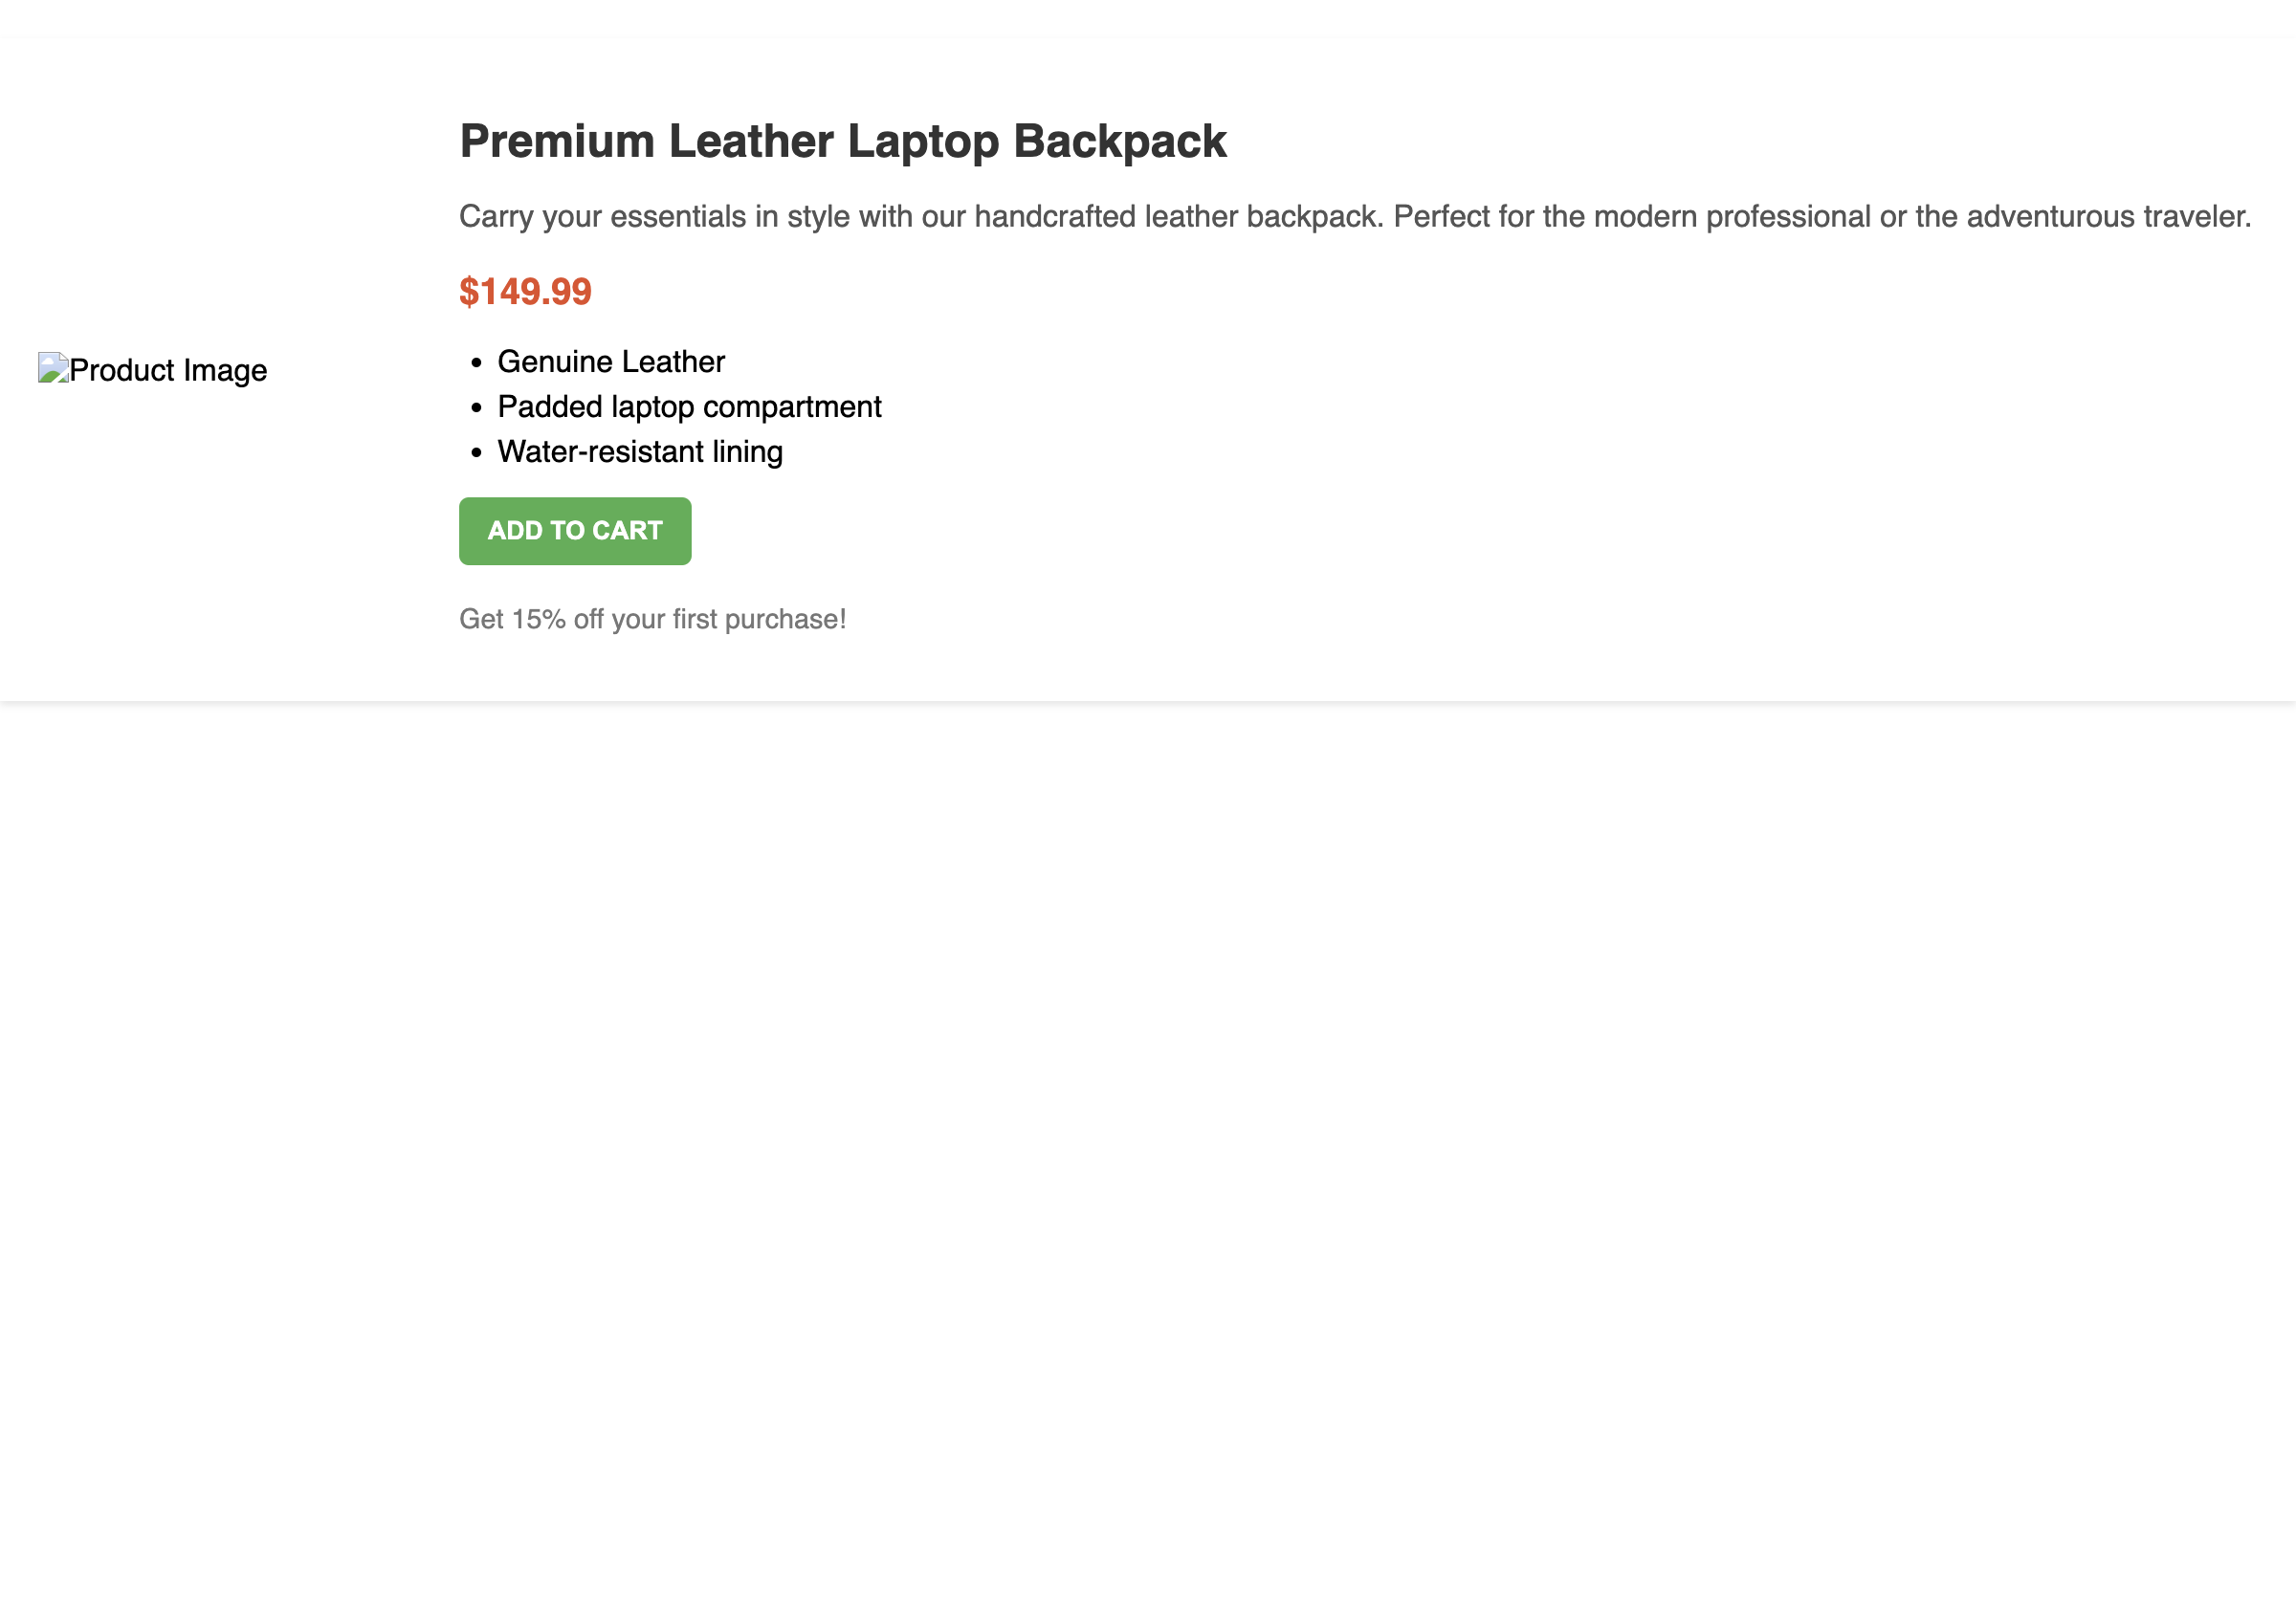 Premium Leather Laptop Backpack
Carry your essentials in style with our handcrafted leather backpack. Perfect for the modern professional or the adventurous traveler.
$149.99
Product Image
Genuine Leather
Padded laptop compartment
Water-resistant lining
ADD TO CART
Get 15% off your first purchase!